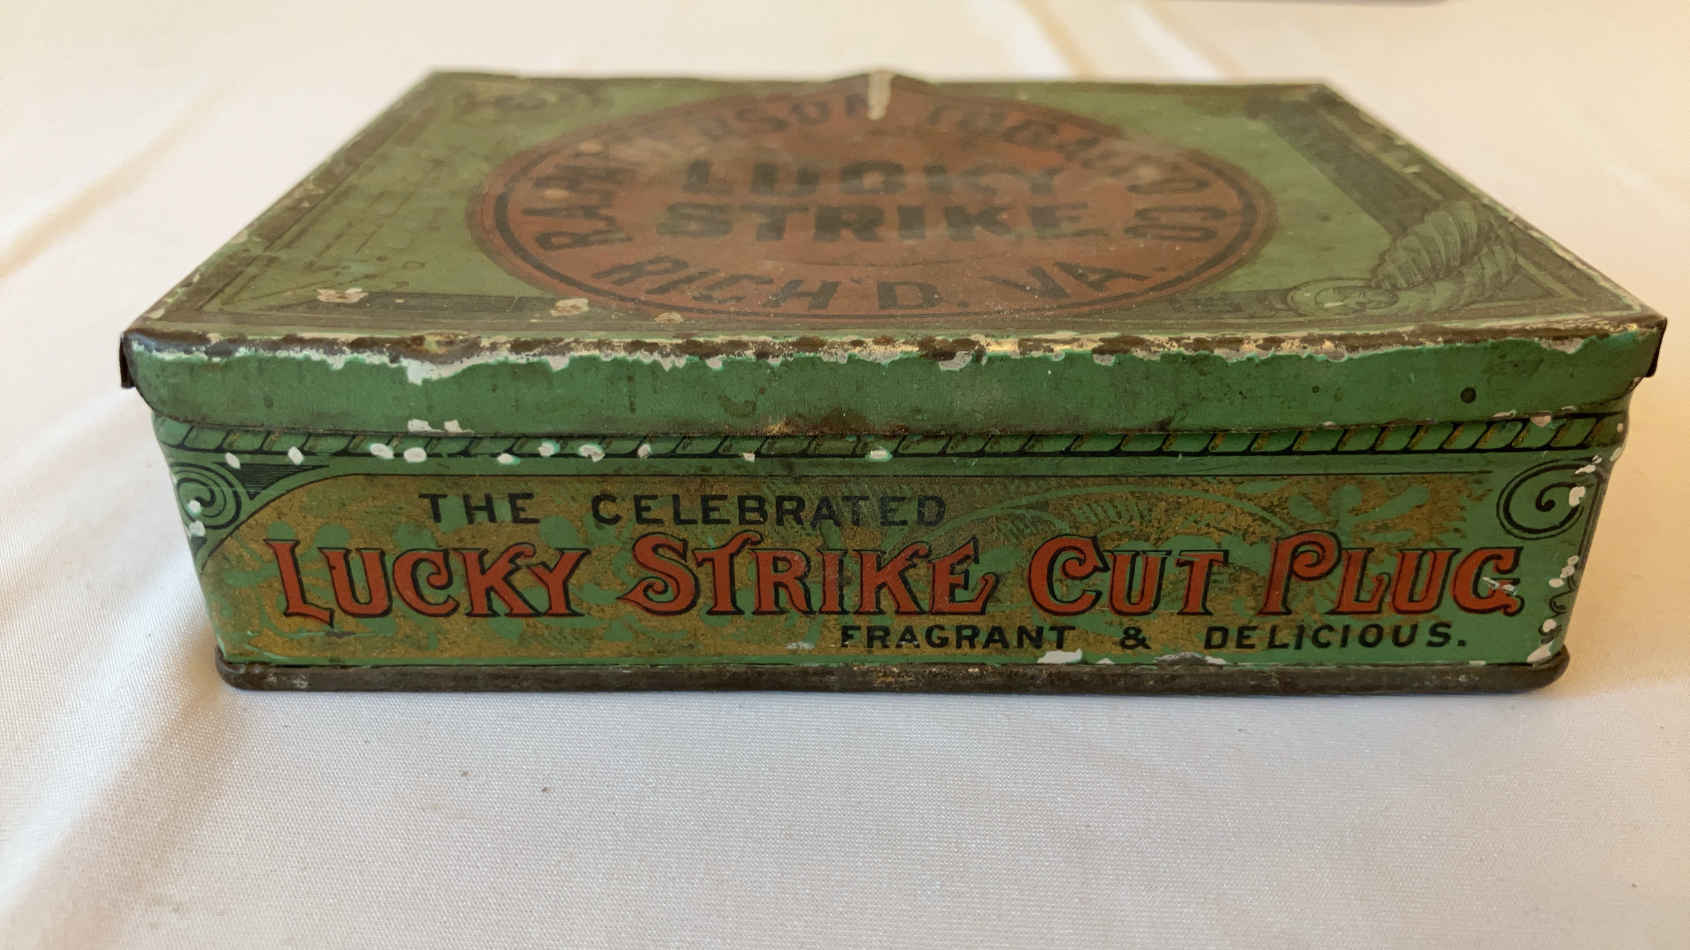 LUCKY
STRIKE
RICH'D. VA.
THE CELEBRATED
LUCKY STRIKE CUT PLUG
FRAGRANT & DELICIOUS.